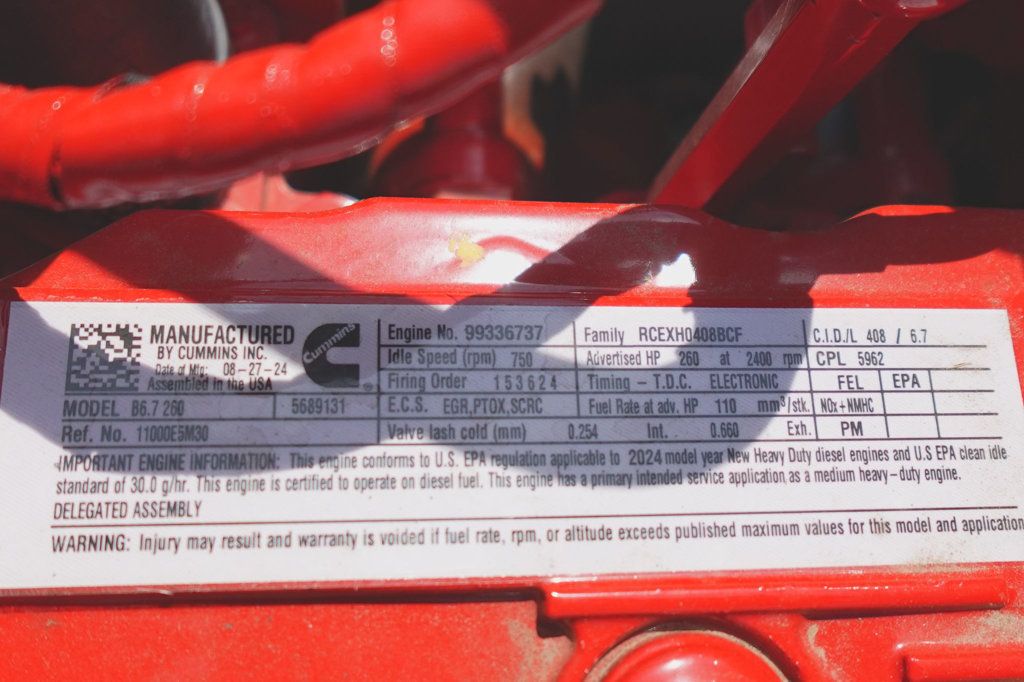 MANUFACTURED
BY CUMMINS INC.
Date of Mfg: 08-27-24
Assembled in the USA
Cummins
MODEL B6.7 260 5689131
Ref. No. 11000E5M30
Engine No. 99336737 Family RCEXH0408BCF C.I.D./L 408 / 6.7
Idle Speed (rpm) 750 Advertised HP 260 at 2400 rpm CPL 5962
Firing Order 153624 Timing - T.D.C. ELECTRONIC FEL EPA
E.C.S. EGR,PTOX,SCRC Fuel Rate at adv. HP 110 mm³/stk. NOx+NMHC
Valve lash cold (mm) 0.254 Int. 0.660 Exh. PM
IMPORTANT ENGINE INFORMATION: This engine conforms to U.S. EPA regulation applicable to 2024 model year New Heavy Duty diesel engines and U.S EPA clean idle
standard of 30.0 g/hr. This engine is certified to operate on diesel fuel. This engine has a primary intended service application as a medium heavy-duty engine.
DELEGATED ASSEMBLY
WARNING: Injury may result and warranty is voided if fuel rate, rpm, or altitude exceeds published maximum values for this model and application